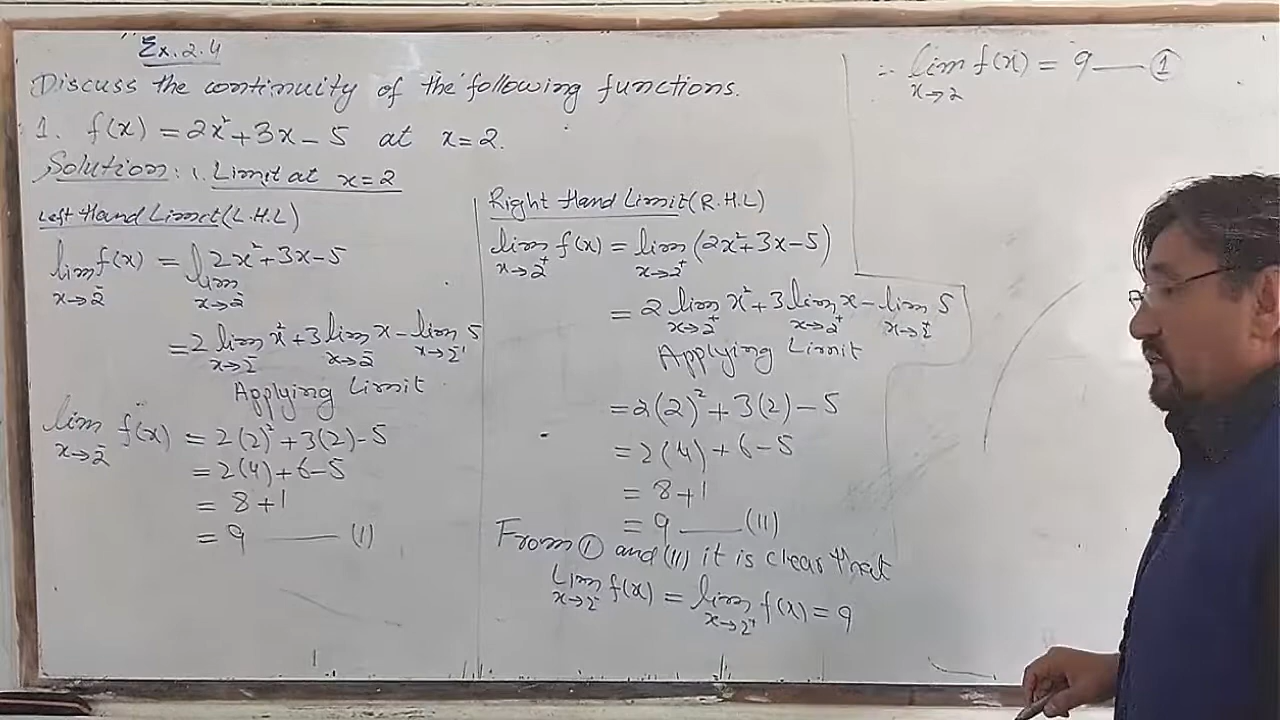 Ex. 2.4
Discuss the continuity of the following functions.
1. f(x) = 2x² + 3x - 5 at x = 2.
Solution: 1. Limit at x = 2
Left Hand Limit (L.H.L)
lim f(x) = lim 2x² + 3x - 5
x→2⁻ x→2⁻
= 2 lim x² + 3 lim x - lim 5
x→2⁻ x→2⁻ x→2⁻
Applying Limit
lim f(x) = 2(2)² + 3(2) - 5
x→2⁻
= 2(4) + 6 - 5
= 8 + 1
= 9 —— (I)
Right Hand Limit (R.H.L)
lim f(x) = lim (2x² + 3x - 5)
x→2⁺ x→2⁺
= 2 lim x² + 3 lim x - lim 5
x→2⁺ x→2⁺ x→2⁺
Applying Limit
= 2(2)² + 3(2) - 5
= 2(4) + 6 - 5
= 8 + 1
= 9 —— (II)
From ① and (II) it is clear that
Lim f(x) = lim f(x) = 9
x→2⁻ x→2⁺
∴ lim f(x) = 9 —— ①
x→2